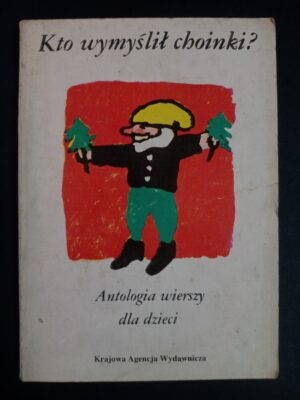 Kto wymyślił choinki?
Antologia wierszy
dla dzieci
Krajowa Agencja Wydawnicza